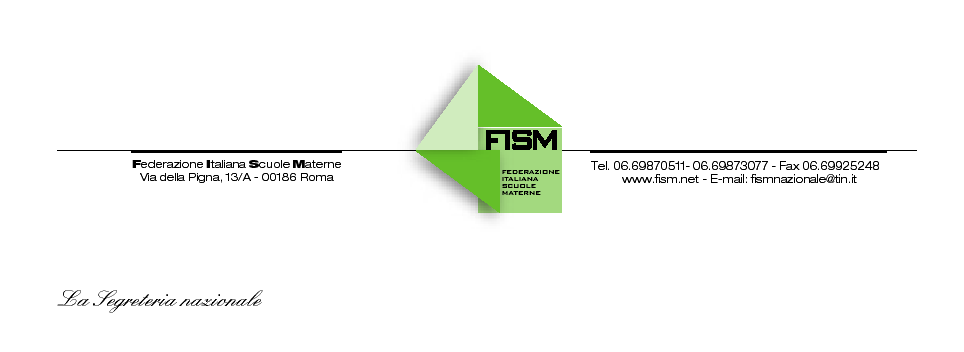 Federazione Italiana Scuole Materne
Via della Pigna, 13/A - 00186 Roma
FISM
FEDERAZIONE
ITALIANA
SCUOLE
MATERNE
Tel. 06.69870511- 06.69873077 - Fax 06.69925248
www.fism.net - E-mail: fismnazionale@tin.it
La Segreteria nazionale